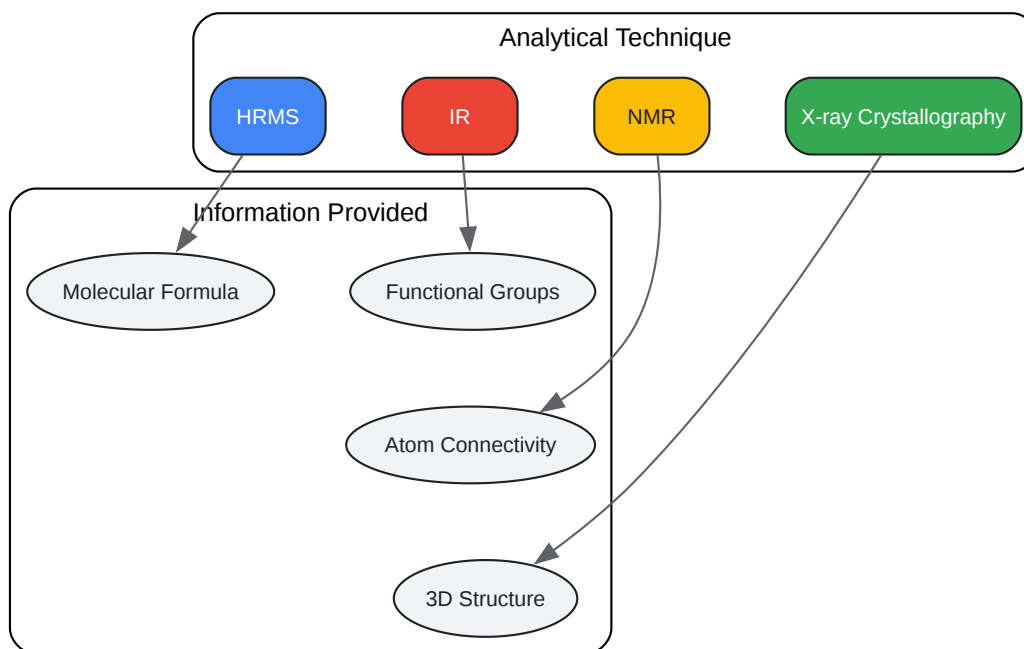 Analytical Technique
HRMS
IR
NMR
X-ray Crystallography
Information Provided
Molecular Formula
Functional Groups
Atom Connectivity
3D Structure